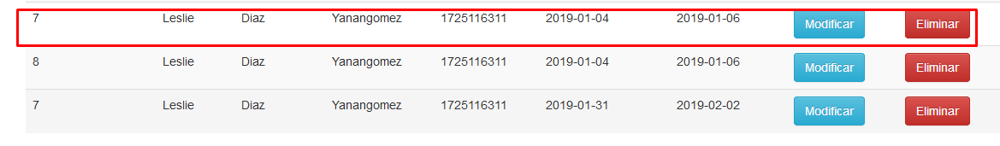 7 Leslie Diaz Yanangomez 1725116311 2019-01-04 2019-01-06 Modificar Eliminar
8 Leslie Diaz Yanangomez 1725116311 2019-01-04 2019-01-06 Modificar Eliminar
7 Leslie Diaz Yanangomez 1725116311 2019-01-31 2019-02-02 Modificar Eliminar